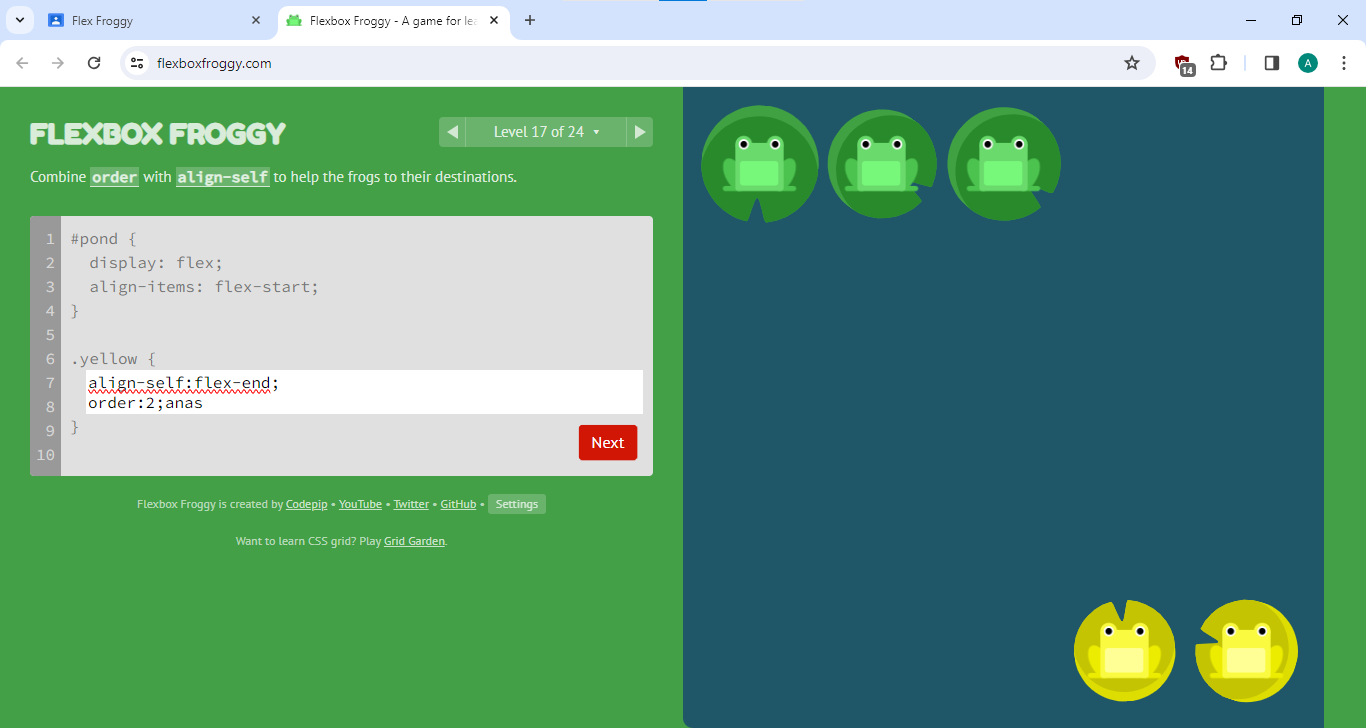 Flex Froggy
Flexbox Froggy - A game for lea
flexboxfroggy.com
14
A
FLEXBOX FROGGY
Level 17 of 24
Combine order with align-self to help the frogs to their destinations.
1 #pond {
2 display: flex;
3 align-items: flex-start;
4 }
5
6 .yellow {
7 align-self:flex-end;
8 order:2;anas
9 }
10
Next
Flexbox Froggy is created by Codepip • YouTube • Twitter • GitHub • Settings
Want to learn CSS grid? Play Grid Garden.